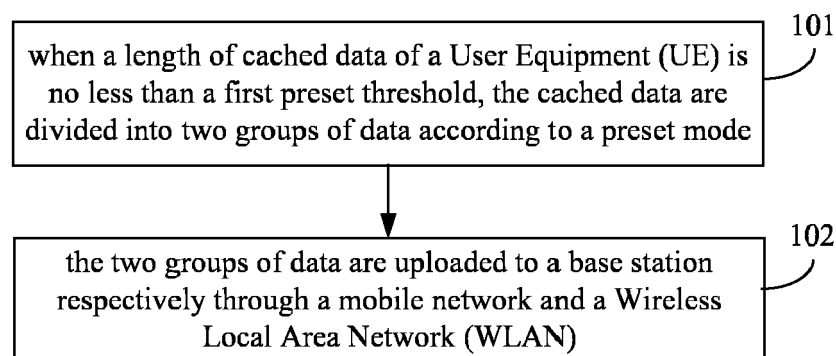 101
when a length of cached data of a User Equipment (UE) is
no less than a first preset threshold, the cached data are
divided into two groups of data according to a preset mode
102
the two groups of data are uploaded to a base station
respectively through a mobile network and a Wireless
Local Area Network (WLAN)